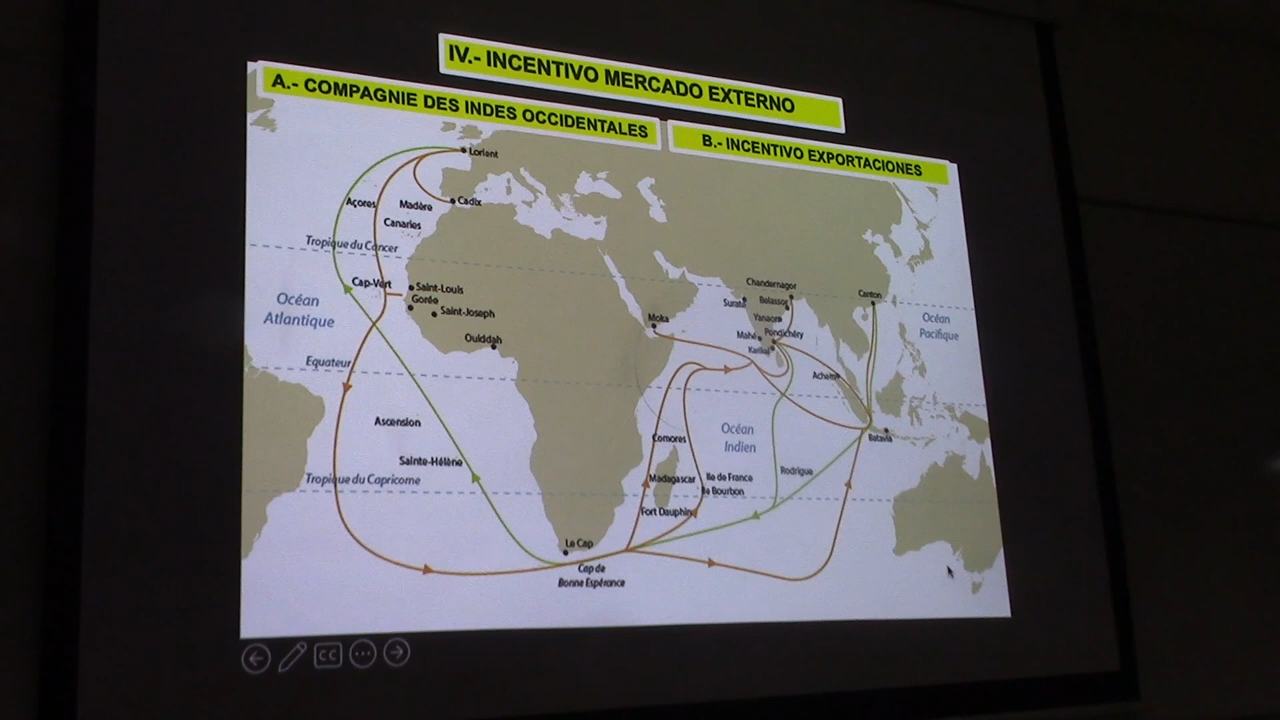 IV.- INCENTIVO MERCADO EXTERNO
A.- COMPAGNIE DES INDES OCCIDENTALES
B.- INCENTIVO EXPORTACIONES
Lorient
Açores
Madère
Cadix
Canaries
Tropique du Cancer
Cap-Vert
Saint-Louis
Gorée
Saint-Joseph
Océan
Atlantique
Ouiddah
Equateur
Moka
Chandernagor
Surate
Balassor
Yanaon
Mahé
Pondichéry
Karikal
Canton
Océan
Pacifique
Achem
Batavia
Ascension
Sainte-Hélène
Tropique du Capricorne
Comores
Océan
Indien
Madagascar
Ile de France
Ile Bourbon
Rodrigue
Fort Dauphin
Le Cap
Cap de
Bonne Espérance
CC